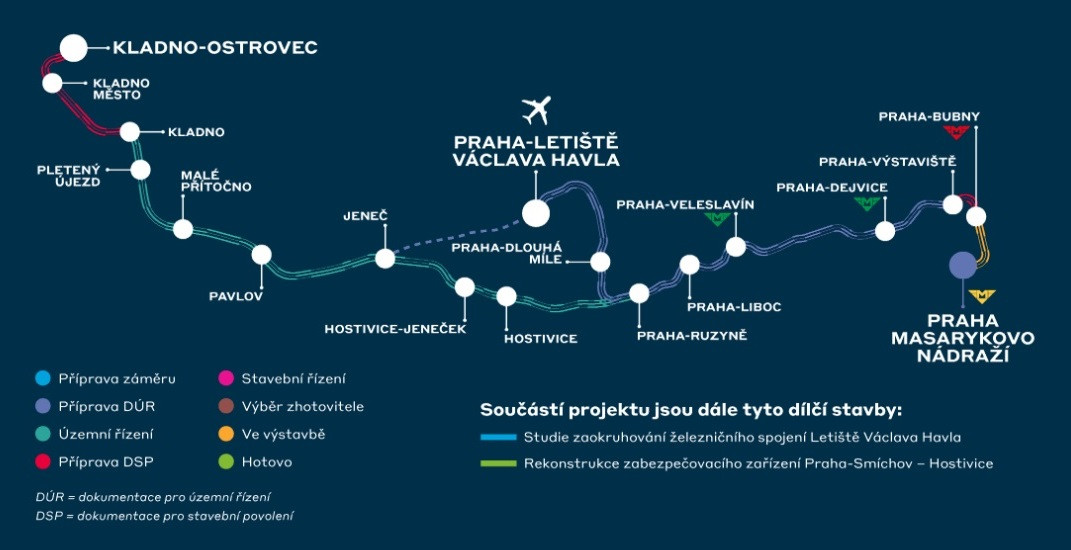 KLADNO-OSTROVEC
KLADNO
MĚSTO
KLADNO
PLETENÝ
ÚJEZD
MALÉ
PŘÍTOČNO
PAVLOV
JENEČ
HOSTIVICE-JENEČEK
HOSTIVICE
PRAHA-LETIŠTĚ
VÁCLAVA HAVLA
PRAHA-DLOUHÁ
MÍLE
PRAHA-RUZYNĚ
PRAHA-LIBOC
PRAHA-VELESLAVÍN
M
PRAHA-DEJVICE
M
PRAHA-VÝSTAVIŠTĚ
PRAHA-BUBNY
M
M
PRAHA
MASARYKOVO
NÁDRAŽÍ
Příprava záměru
Příprava DÚR
Územní řízení
Příprava DSP
Stavební řízení
Výběr zhotovitele
Ve výstavbě
Hotovo
DÚR = dokumentace pro územní řízení
DSP = dokumentace pro stavební povolení
Součástí projektu jsou dále tyto dílčí stavby:
Studie zaokruhování železničního spojení Letiště Václava Havla
Rekonstrukce zabezpečovacího zařízení Praha-Smíchov – Hostivice